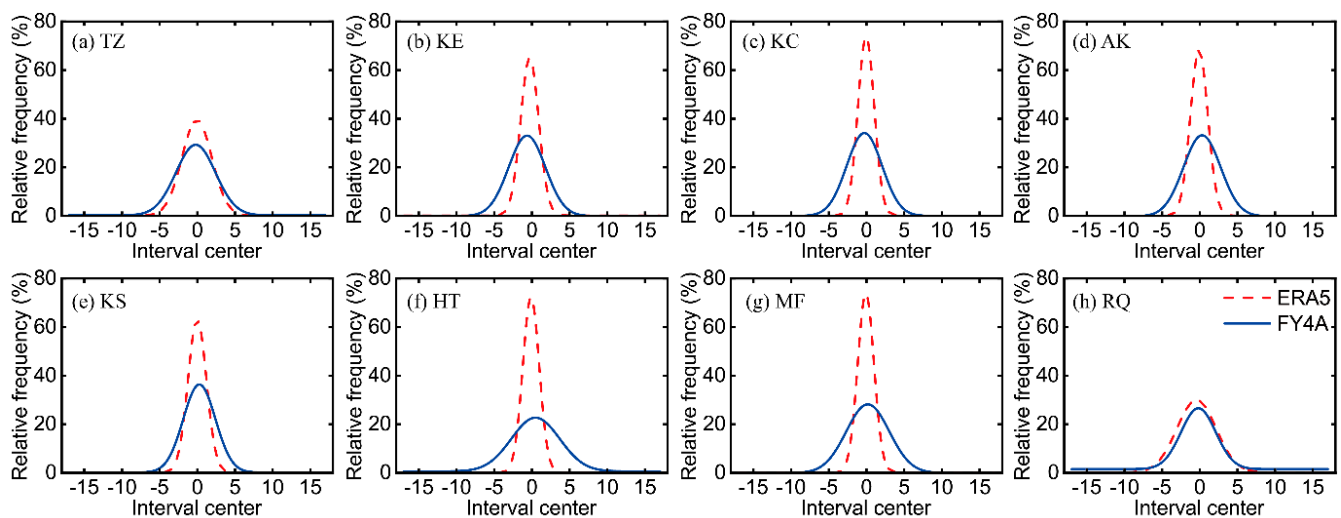 (a) TZ
Relative frequency (%)
80
60
40
20
0
-15 -10 -5 0 5 10 15
Interval center
(b) KE
Relative frequency (%)
80
60
40
20
0
-15 -10 -5 0 5 10 15
Interval center
(c) KC
Relative frequency (%)
80
60
40
20
0
-15 -10 -5 0 5 10 15
Interval center
(d) AK
Relative frequency (%)
80
60
40
20
0
-15 -10 -5 0 5 10 15
Interval center
(e) KS
Relative frequency (%)
80
60
40
20
0
-15 -10 -5 0 5 10 15
Interval center
(f) HT
Relative frequency (%)
80
60
40
20
0
-15 -10 -5 0 5 10 15
Interval center
(g) MF
Relative frequency (%)
80
60
40
20
0
-15 -10 -5 0 5 10 15
Interval center
(h) RQ
ERA5
FY4A
Relative frequency (%)
80
60
40
20
0
-15 -10 -5 0 5 10 15
Interval center